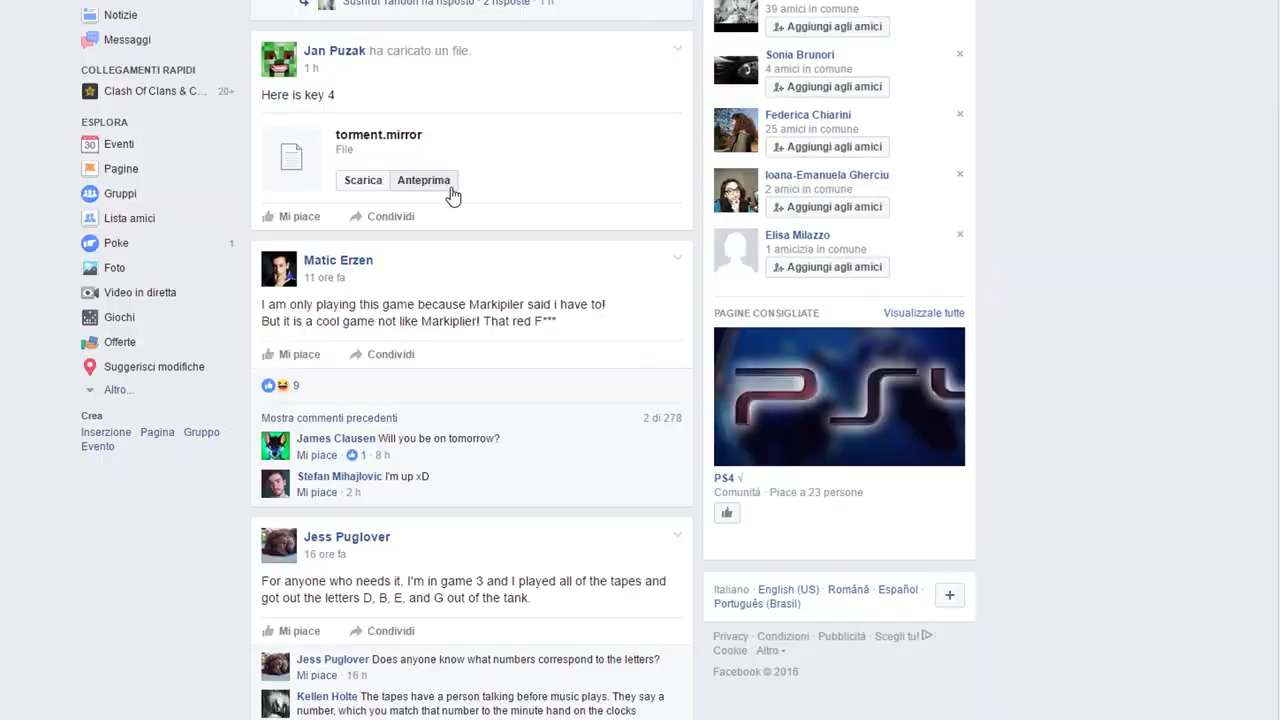 Notizie
Messaggi
COLLEGAMENTI RAPIDI
Clash Of Clans & C... 20+
ESPLORA
Eventi
30
Pagine
Gruppi
Lista amici
Poke 1
Foto
Video in diretta
Giochi
Offerte
Suggerisci modifiche
Altro...
Crea
Inserzione Pagina Gruppo
Evento
Sushrut Tandon ha risposto · 2 risposte · 1 h
Jan Puzak ha caricato un file.
1 h
Here is key 4
torment.mirror
File
Scarica Anteprima
Mi piace Condividi
Matic Erzen
11 ore fa
I am only playing this game because Markipiler said i have to!
But it is a cool game not like Markiplier! That red F***
Mi piace Condividi
9
Mostra commenti precedenti 2 di 278
James Clausen Will you be on tomorrow?
Mi piace · 1 · 8 h
Stefan Mihajlovic I'm up xD
Mi piace · 2 h
Jess Puglover
16 ore fa
For anyone who needs it, I'm in game 3 and I played all of the tapes and
got out the letters D, B, E, and G out of the tank.
Mi piace Condividi
Jess Puglover Does anyone know what numbers correspond to the letters?
Mi piace · 16 h
Kellen Holte The tapes have a person talking before music plays. They say a
number, which you match that number to the minute hand on the clocks
39 amici in comune
Aggiungi agli amici
Sonia Brunori
4 amici in comune
Aggiungi agli amici
Federica Chiarini
25 amici in comune
Aggiungi agli amici
Ioana-Emanuela Gherciu
2 amici in comune
Aggiungi agli amici
Elisa Milazzo
1 amicizia in comune
Aggiungi agli amici
PAGINE CONSIGLIATE Visualizzale tutte
PS4
PS4 √
Comunità · Piace a 23 persone
Italiano · English (US) · Română · Español ·
Português (Brasil)
Privacy · Condizioni · Pubblicità · Scegli tu! ·
Cookie · Altro
Facebook © 2016